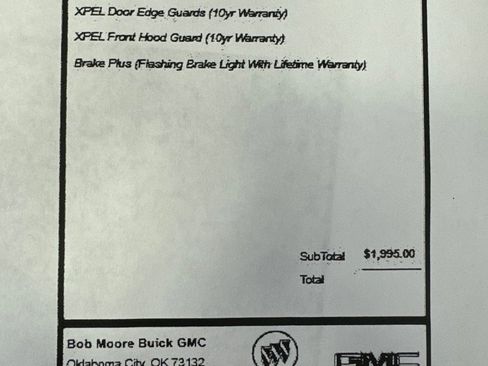 XPEL Door Edge Guards (10yr Warranty)
XPEL Front Hood Guard (10yr Warranty)
Brake Plus (Flashing Brake Light With Lifetime Warranty)
SubTotal $1,995.00
Total
Bob Moore Buick GMC
Oklahoma City, OK 73132
GMC